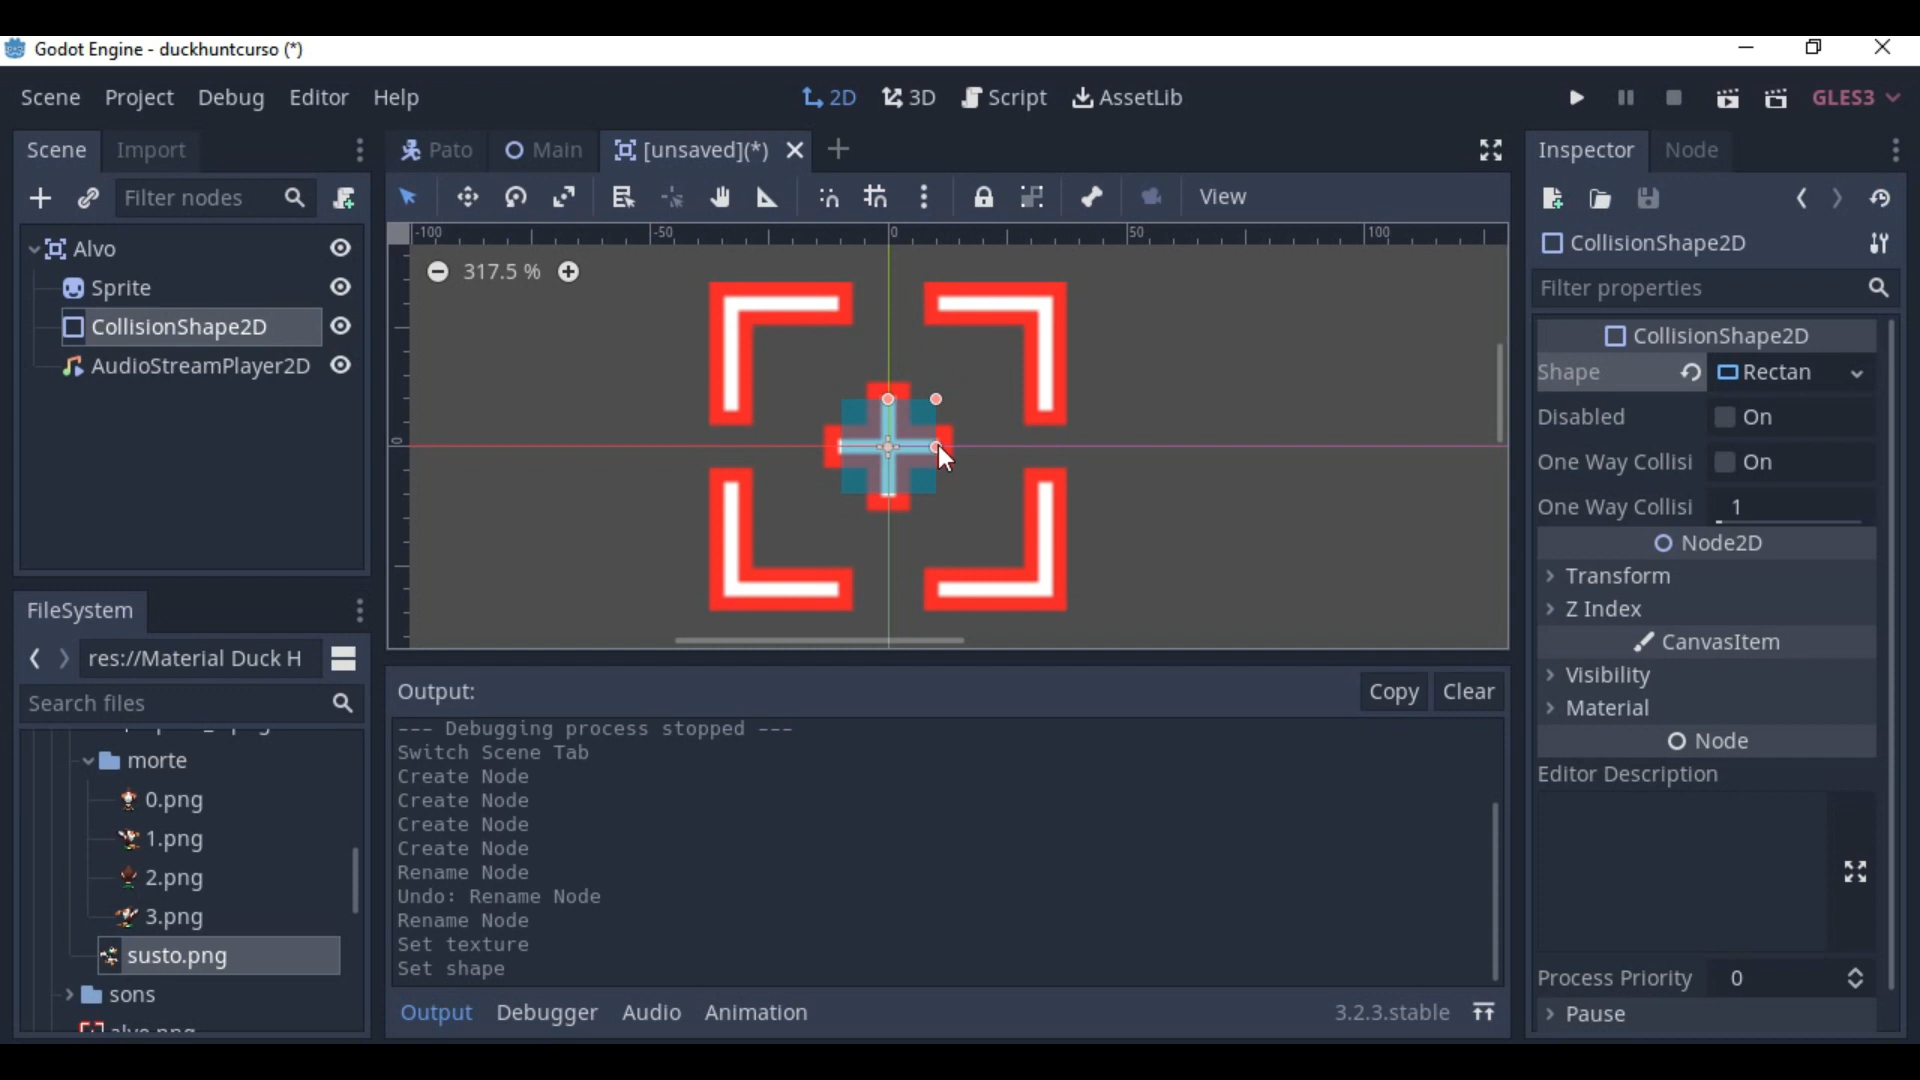 Godot Engine - duckhuntcurso (*)
Scene Project Debug Editor Help
2D 3D Script AssetLib
GLES3
Scene Import
Filter nodes
Alvo
Sprite
CollisionShape2D
AudioStreamPlayer2D
FileSystem
res://Material Duck H
Search files
morte
0.png
1.png
2.png
3.png
susto.png
sons
alvo.png
Pato Main [unsaved](*)
View
-100 -50 0 50 100
0
317.5 %
Output:
Copy Clear
--- Debugging process stopped ---
Switch Scene Tab
Create Node
Create Node
Create Node
Create Node
Rename Node
Undo: Rename Node
Rename Node
Set texture
Set shape
Output Debugger Audio Animation
3.2.3.stable
Inspector Node
CollisionShape2D
Filter properties
CollisionShape2D
Shape Rectan
Disabled On
One Way Collisi On
One Way Collisi 1
Node2D
Transform
Z Index
CanvasItem
Visibility
Material
Node
Editor Description
Process Priority 0
Pause